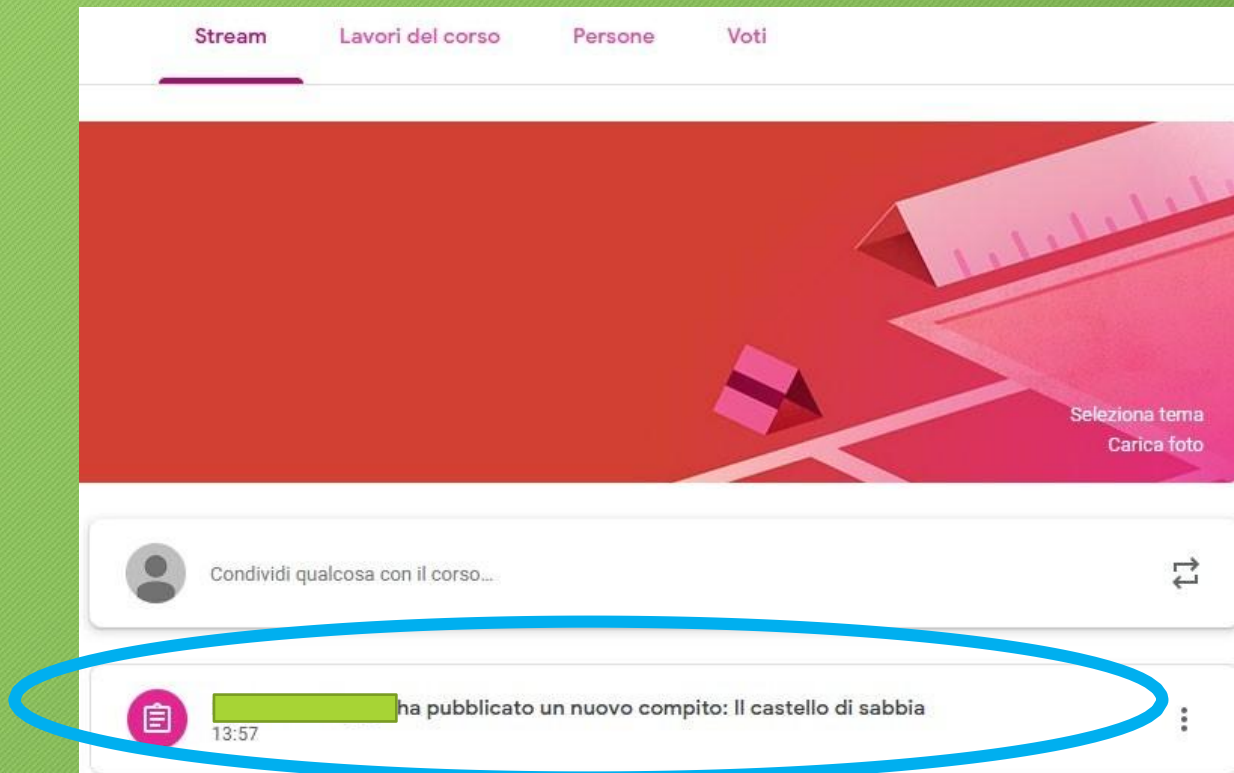 Stream Lavori del corso Persone Voti
Seleziona tema
Carica foto
Condividi qualcosa con il corso...
ha pubblicato un nuovo compito: Il castello di sabbia
13:57